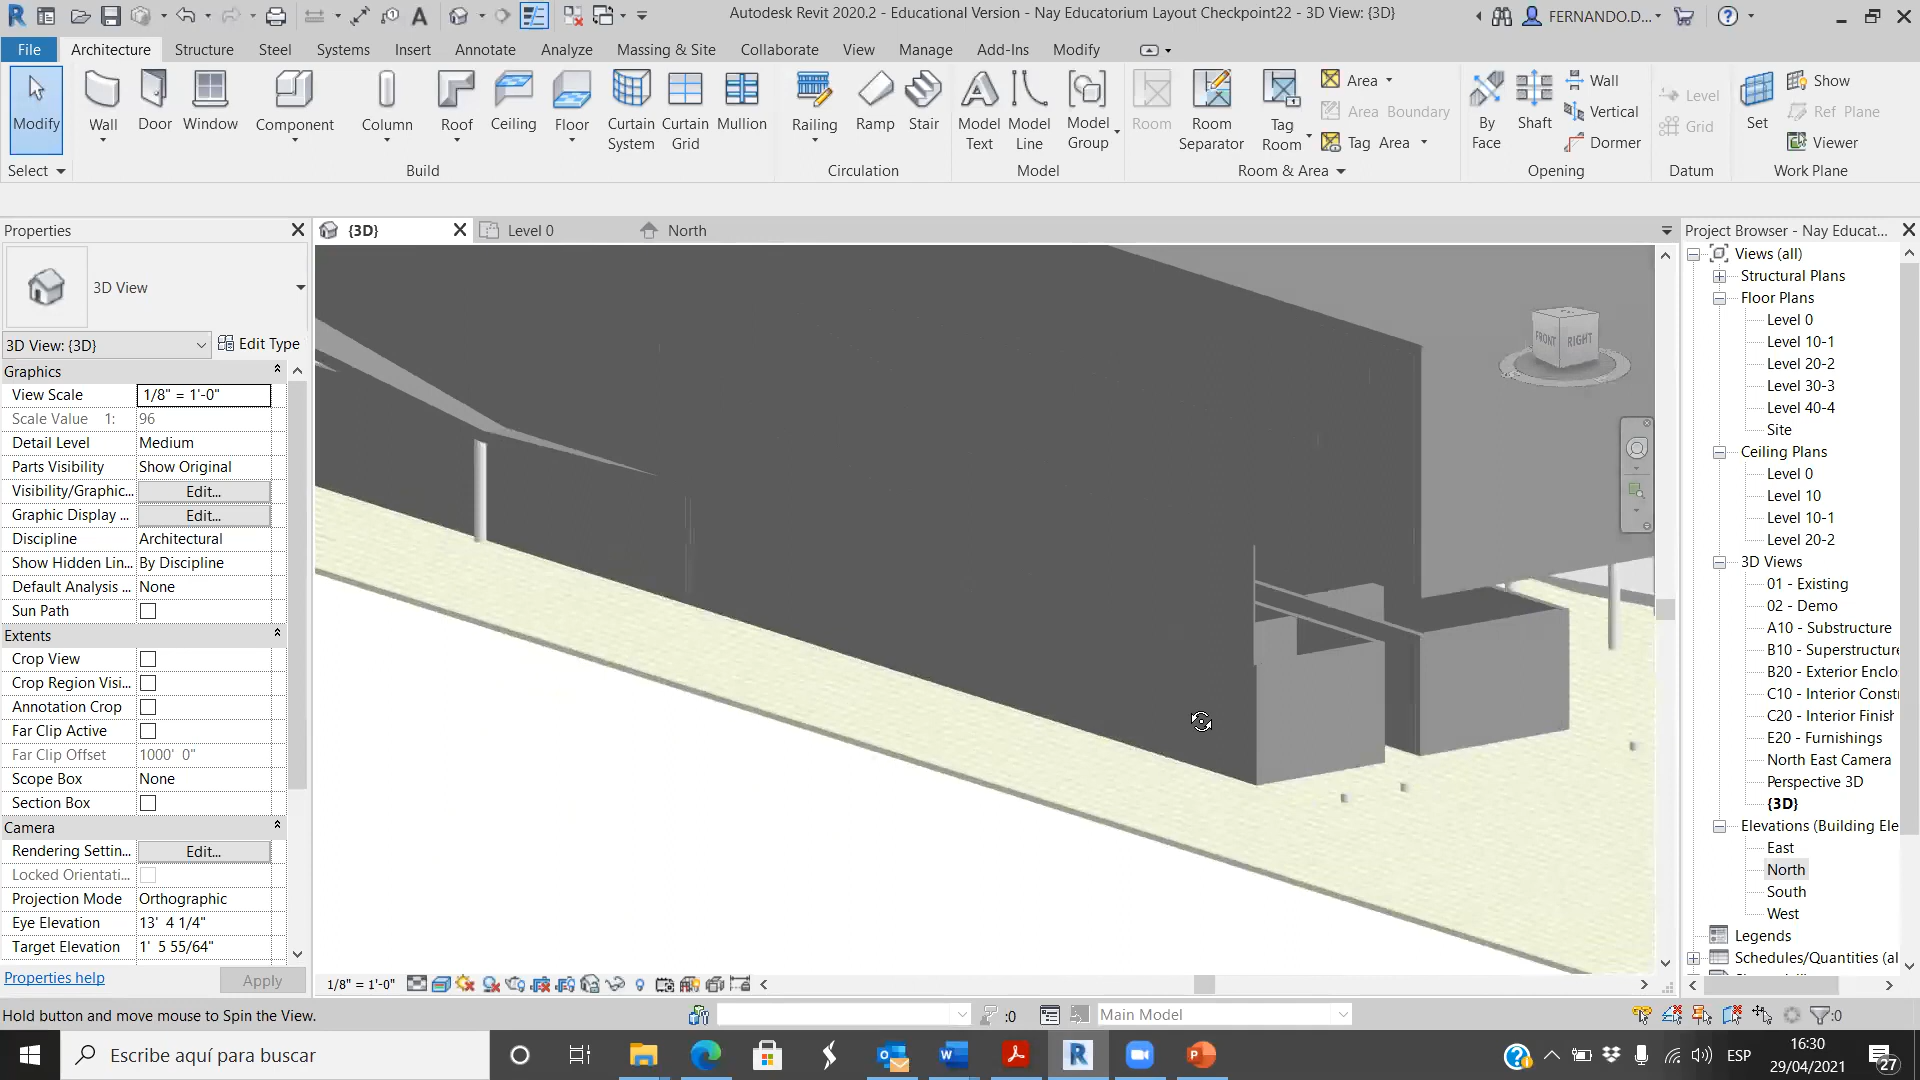 Autodesk Revit 2020.2 - Educational Version - Nay Educatorium Layout Checkpoint22 - 3D View: {3D}
FERNANDO.D...
File Architecture Structure Steel Systems Insert Annotate Analyze Massing & Site Collaborate View Manage Add-Ins Modify
Modify
Wall Door Window Component Column Roof Ceiling Floor Curtain System Curtain Grid Mullion
Railing Ramp Stair
Model Text Model Line Model Group
Room Room Separator Tag Room Area Area Boundary Tag Area
By Face Shaft Wall Vertical Dormer
Level Grid
Set Show Ref Plane Viewer
Select Build Circulation Model Room & Area Opening Datum Work Plane
Properties
{3D} Level 0 North
Project Browser - Nay Educat...
3D View
3D View: {3D} Edit Type
Graphics
View Scale 1/8" = 1'-0"
Scale Value 1: 96
Detail Level Medium
Parts Visibility Show Original
Visibility/Graphic... Edit...
Graphic Display ... Edit...
Discipline Architectural
Show Hidden Lin... By Discipline
Default Analysis ... None
Sun Path
Extents
Crop View
Crop Region Visi...
Annotation Crop
Far Clip Active
Far Clip Offset 1000' 0"
Scope Box None
Section Box
Camera
Rendering Settin... Edit...
Locked Orientati...
Projection Mode Orthographic
Eye Elevation 13' 4 1/4"
Target Elevation 1' 5 55/64"
Properties help Apply
FRONT RIGHT
Views (all)
Structural Plans
Floor Plans
Level 0
Level 10-1
Level 20-2
Level 30-3
Level 40-4
Site
Ceiling Plans
Level 0
Level 10
Level 10-1
Level 20-2
3D Views
01 - Existing
02 - Demo
A10 - Substructure
B10 - Superstructure
B20 - Exterior Enclo
C10 - Interior Const
C20 - Interior Finish
E20 - Furnishings
North East Camera
Perspective 3D
{3D}
Elevations (Building Ele
East
North
South
West
Legends
Schedules/Quantities (al
1/8" = 1'-0"
Hold button and move mouse to Spin the View.
:0
Main Model
:0
Escribe aquí para buscar
ESP
16:30
29/04/2021
27